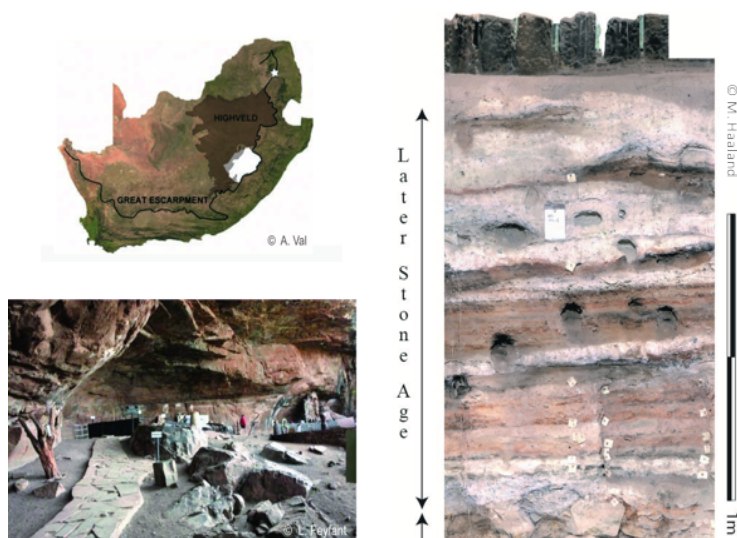 HIGHVELD
GREAT ESCARPMENT
© A. Val
© L. Feyfant
Later Stone Age
© M. Haaland
1m